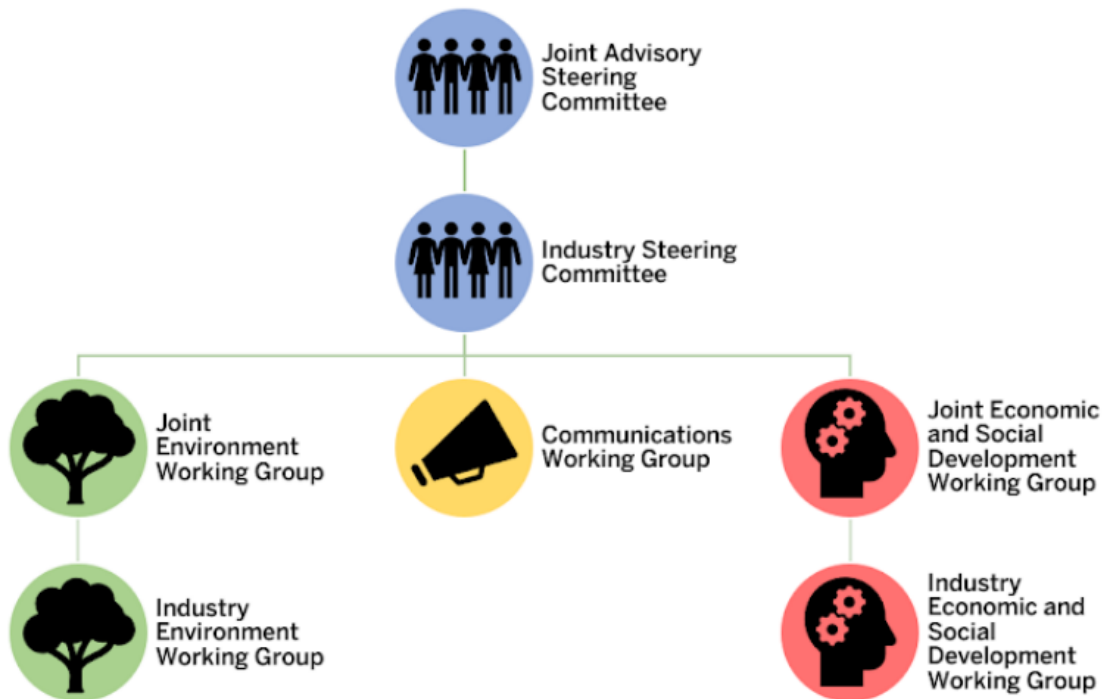 Joint Advisory
Steering
Committee
Industry Steering
Committee
Joint
Environment
Working Group
Communications
Working Group
Joint Economic
and Social
Development
Working Group
Industry
Environment
Working Group
Industry
Economic and
Social
Development
Working Group